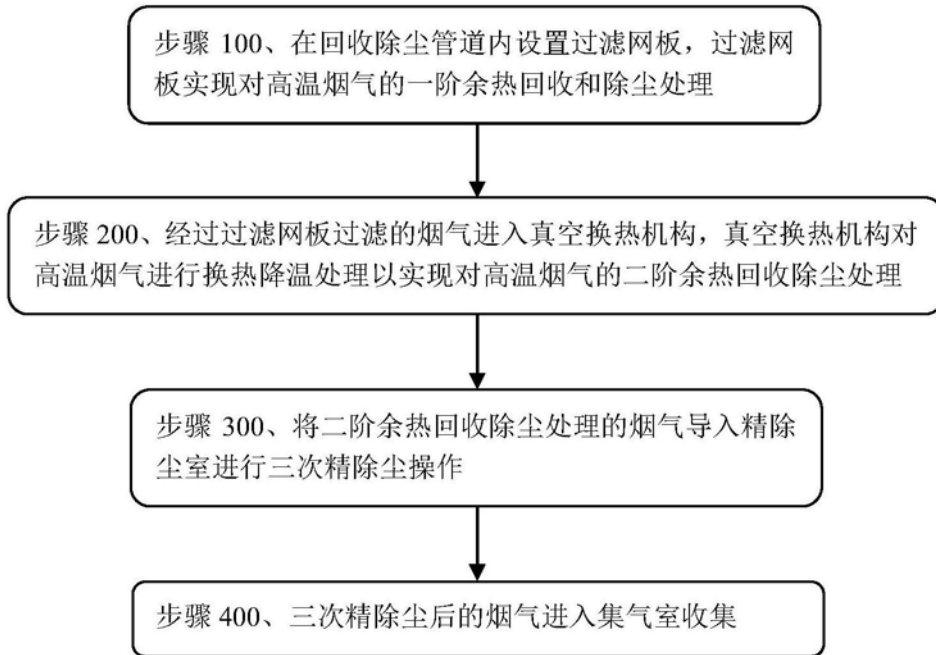 步骤 100、在回收除尘管道内设置过滤网板，过滤网
板实现对高温烟气的一阶余热回收和除尘处理
步骤 200、经过过滤网板过滤的烟气进入真空换热机构，真空换热机构对
高温烟气进行换热降温处理以实现对高温烟气的二阶余热回收除尘处理
步骤 300、将二阶余热回收除尘处理的烟气导入精除
尘室进行三次精除尘操作
步骤 400、三次精除尘后的烟气进入集气室收集